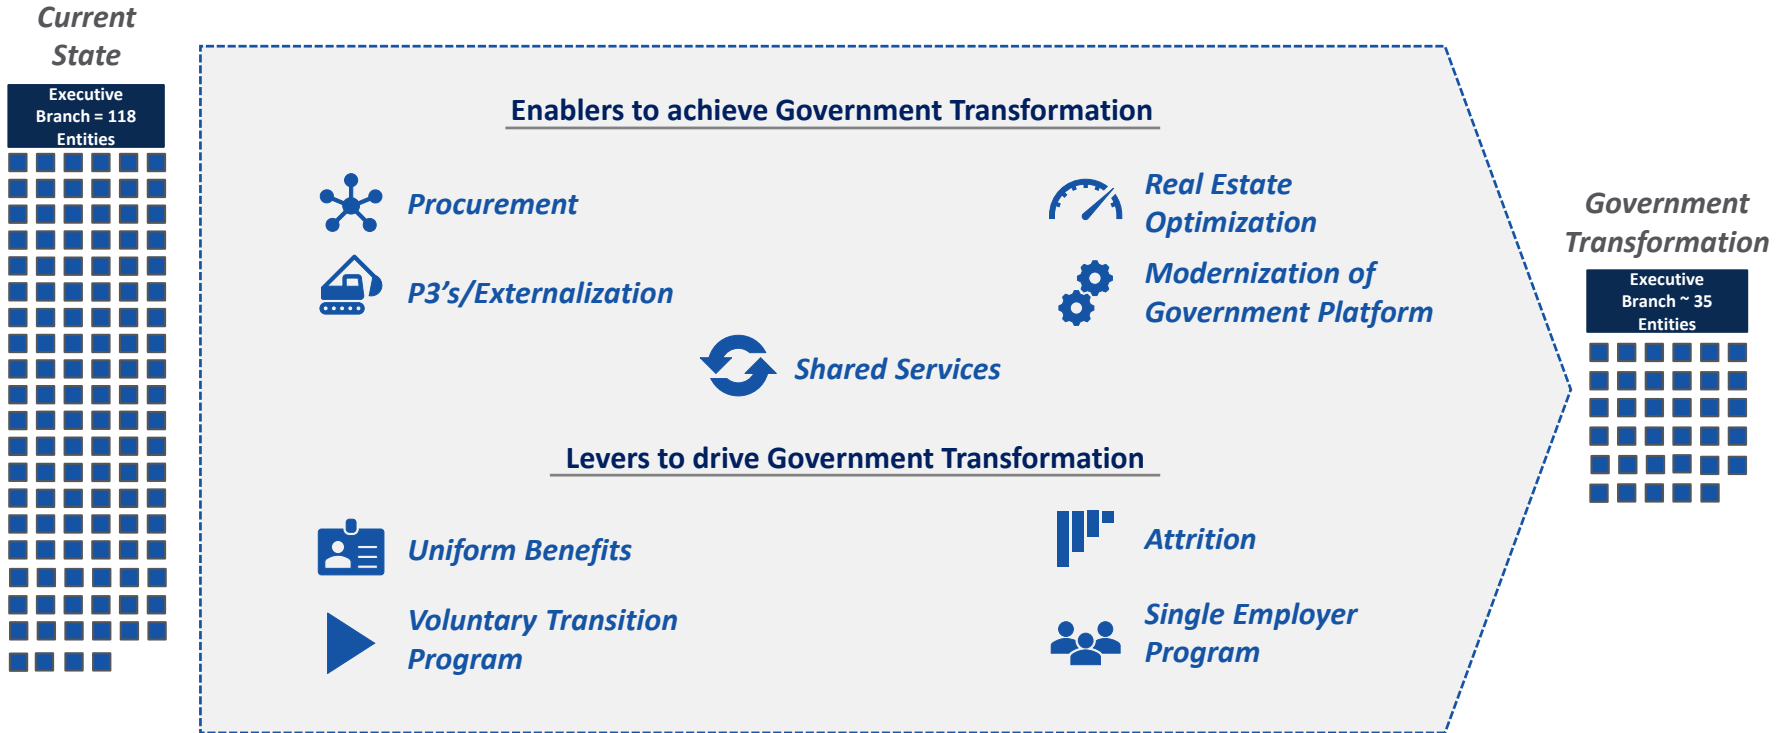 Current
State
Executive
Branch = 118
Entities
Enablers to achieve Government Transformation
Procurement
P3's/Externalization
Real Estate
Optimization
Modernization of
Government Platform
Shared Services
Levers to drive Government Transformation
Uniform Benefits
Voluntary Transition
Program
Attrition
Single Employer
Program
Government
Transformation
Executive
Branch ~ 35
Entities